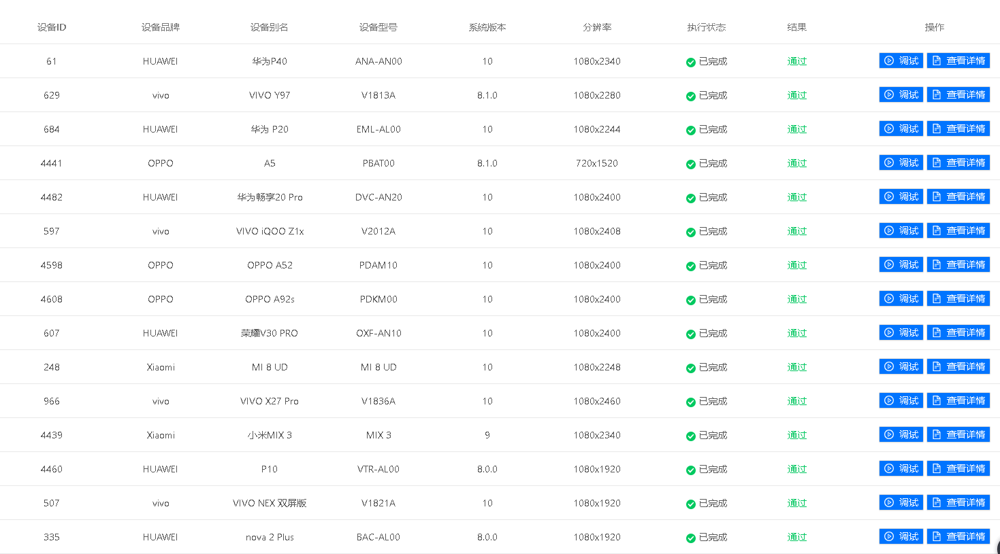 设备ID 设备品牌 设备别名 设备型号 系统版本 分辨率 执行状态 结果 操作
61 HUAWEI 华为P40 ANA-AN00 10 1080x2340 已完成 通过 调试 查看详情
629 vivo VIVO Y97 V1813A 8.1.0 1080x2280 已完成 通过 调试 查看详情
684 HUAWEI 华为 P20 EML-AL00 10 1080x2244 已完成 通过 调试 查看详情
4441 OPPO A5 PBAT00 8.1.0 720x1520 已完成 通过 调试 查看详情
4482 HUAWEI 华为畅享20 Pro DVC-AN20 10 1080x2400 已完成 通过 调试 查看详情
597 vivo VIVO iQOO Z1x V2012A 10 1080x2408 已完成 通过 调试 查看详情
4598 OPPO OPPO A52 PDAM10 10 1080x2400 已完成 通过 调试 查看详情
4608 OPPO OPPO A92s PDKM00 10 1080x2400 已完成 通过 调试 查看详情
607 HUAWEI 荣耀V30 PRO OXF-AN10 10 1080x2400 已完成 通过 调试 查看详情
248 Xiaomi MI 8 UD MI 8 UD 10 1080x2248 已完成 通过 调试 查看详情
966 vivo VIVO X27 Pro V1836A 10 1080x2460 已完成 通过 调试 查看详情
4439 Xiaomi 小米MIX 3 MIX 3 9 1080x2340 已完成 通过 调试 查看详情
4460 HUAWEI P10 VTR-AL00 8.0.0 1080x1920 已完成 通过 调试 查看详情
507 vivo VIVO NEX 双屏版 V1821A 10 1080x1920 已完成 通过 调试 查看详情
335 HUAWEI nova 2 Plus BAC-AL00 8.0.0 1080x1920 已完成 通过 调试 查看详情